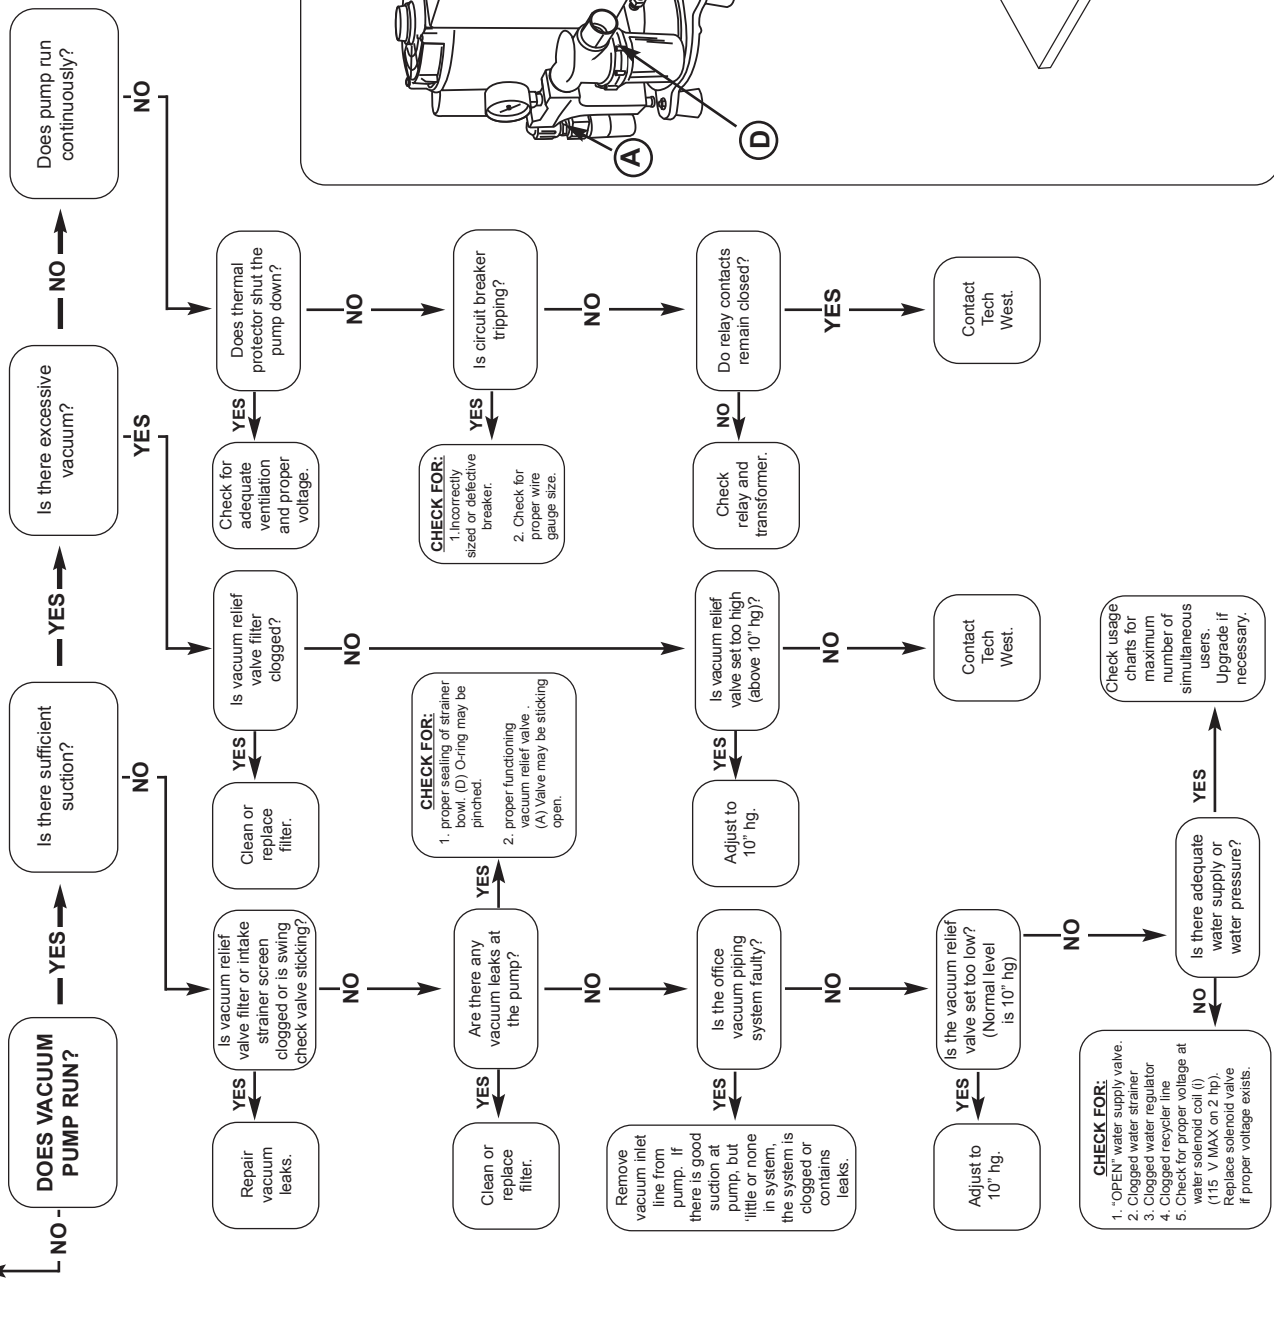 DOES VACUUM
PUMP RUN?
NO
YES
Is there sufficient
suction?
YES
Is there excessive
vacuum?
NO
Does pump run
continuously?
NO
Is vacuum relief
valve filter or intake
strainer screen
clogged or is swing
check valve sticking?
YES
Repair
vacuum
leaks.
NO
Are there any
vacuum leaks at
the pump?
YES
Clean or
replace
filter.
YES
CHECK FOR:
1. proper sealing of strainer
bowl. (D) O-ring may be
pinched.
2. proper functioning
vacuum relief valve .
(A) Valve may be sticking
open.
NO
Is the office
vacuum piping
system faulty?
YES
Remove
vacuum inlet
line from
pump. If
there is good
suction at
pump, but
'little or none
in system,
the system is
clogged or
contains
leaks.
NO
Is the vacuum relief
valve set too low?
(Normal level
is 10” hg)
YES
Adjust to
10” hg.
NO
Is there adequate
water supply or
water pressure?
NO
CHECK FOR:
1. “OPEN” water supply valve.
2. Clogged water strainer
3. Clogged water regulator
4. Clogged recycler line
5. Check for proper voltage at
water solenoid coil (i)
(115 V MAX on 2 hp).
Replace solenoid valve
if proper voltage exists.
YES
Check usage
charts for
maximum
number of
simultaneous
users.
Upgrade if
necessary.
YES
Is vacuum relief
valve filter
clogged?
YES
Clean or
replace
filter.
NO
Is vacuum relief
valve set too high
(above 10” hg)?
YES
Adjust to
10” hg.
NO
Contact
Tech
West.
NO
Does thermal
protector shut the
pump down?
YES
Check for
adequate
ventilation
and proper
voltage.
NO
Is circuit breaker
tripping?
YES
CHECK FOR:
1.Incorrectly
sized or defective
breaker.
2. Check for
proper wire
gauge size.
NO
Do relay contacts
remain closed?
NO
Check
relay and
transformer.
YES
Contact
Tech
West.
A
D